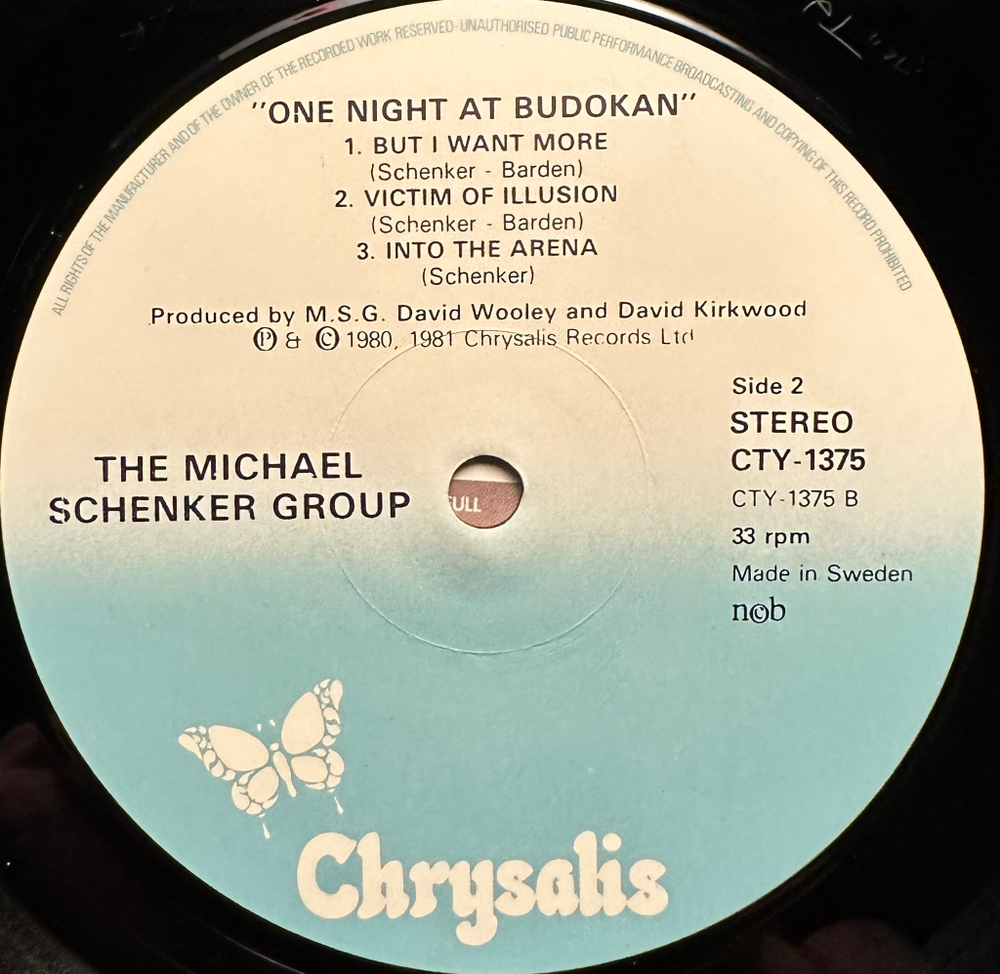 ALL RIGHTS OF THE MANUFACTURER AND OF THE OWNER OF THE RECORDED WORK RESERVED-UNAUTHORISED PUBLIC PERFORMANCE BROADCASTING AND COPYING OF THIS RECORD PROHIBITED
"ONE NIGHT AT BUDOKAN"
1. BUT I WANT MORE
(Schenker - Barden)
2. VICTIM OF ILLUSION
(Schenker - Barden)
3. INTO THE ARENA
(Schenker)
Produced by M.S.G. David Wooley and David Kirkwood
Ⓟ & © 1980, 1981 Chrysalis Records Ltd
Side 2
STEREO
CTY-1375
CTY-1375 B
33 rpm
Made in Sweden
n©b
THE MICHAEL
SCHENKER GROUP
ULL
Chrysalis